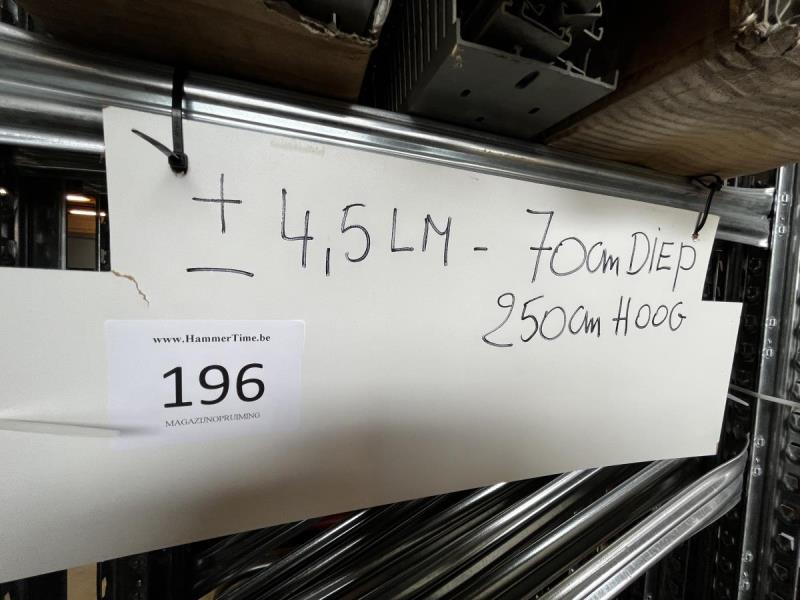 ± 4,5 LM - 70cm DiEP
250cm HOOG
www.HammerTime.be
196
MAGAZIJNOPRUIMING